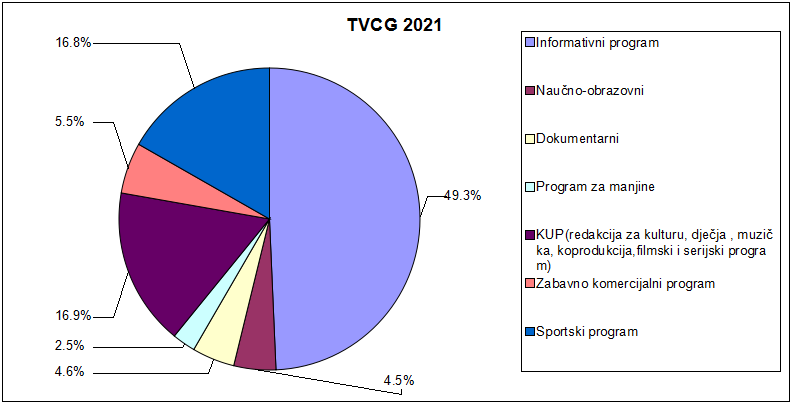 TVCG 2021
16.8%
5.5%
49.3%
16.9%
2.5%
4.6%
4.5%
Informativni program
Naučno-obrazovni
Dokumentarni
Program za manjine
KUP(redakcija za kulturu, dječja , muzič
ka, koprodukcija,filmski i serijski progra
m)
Zabavno komercijalni program
Sportski program